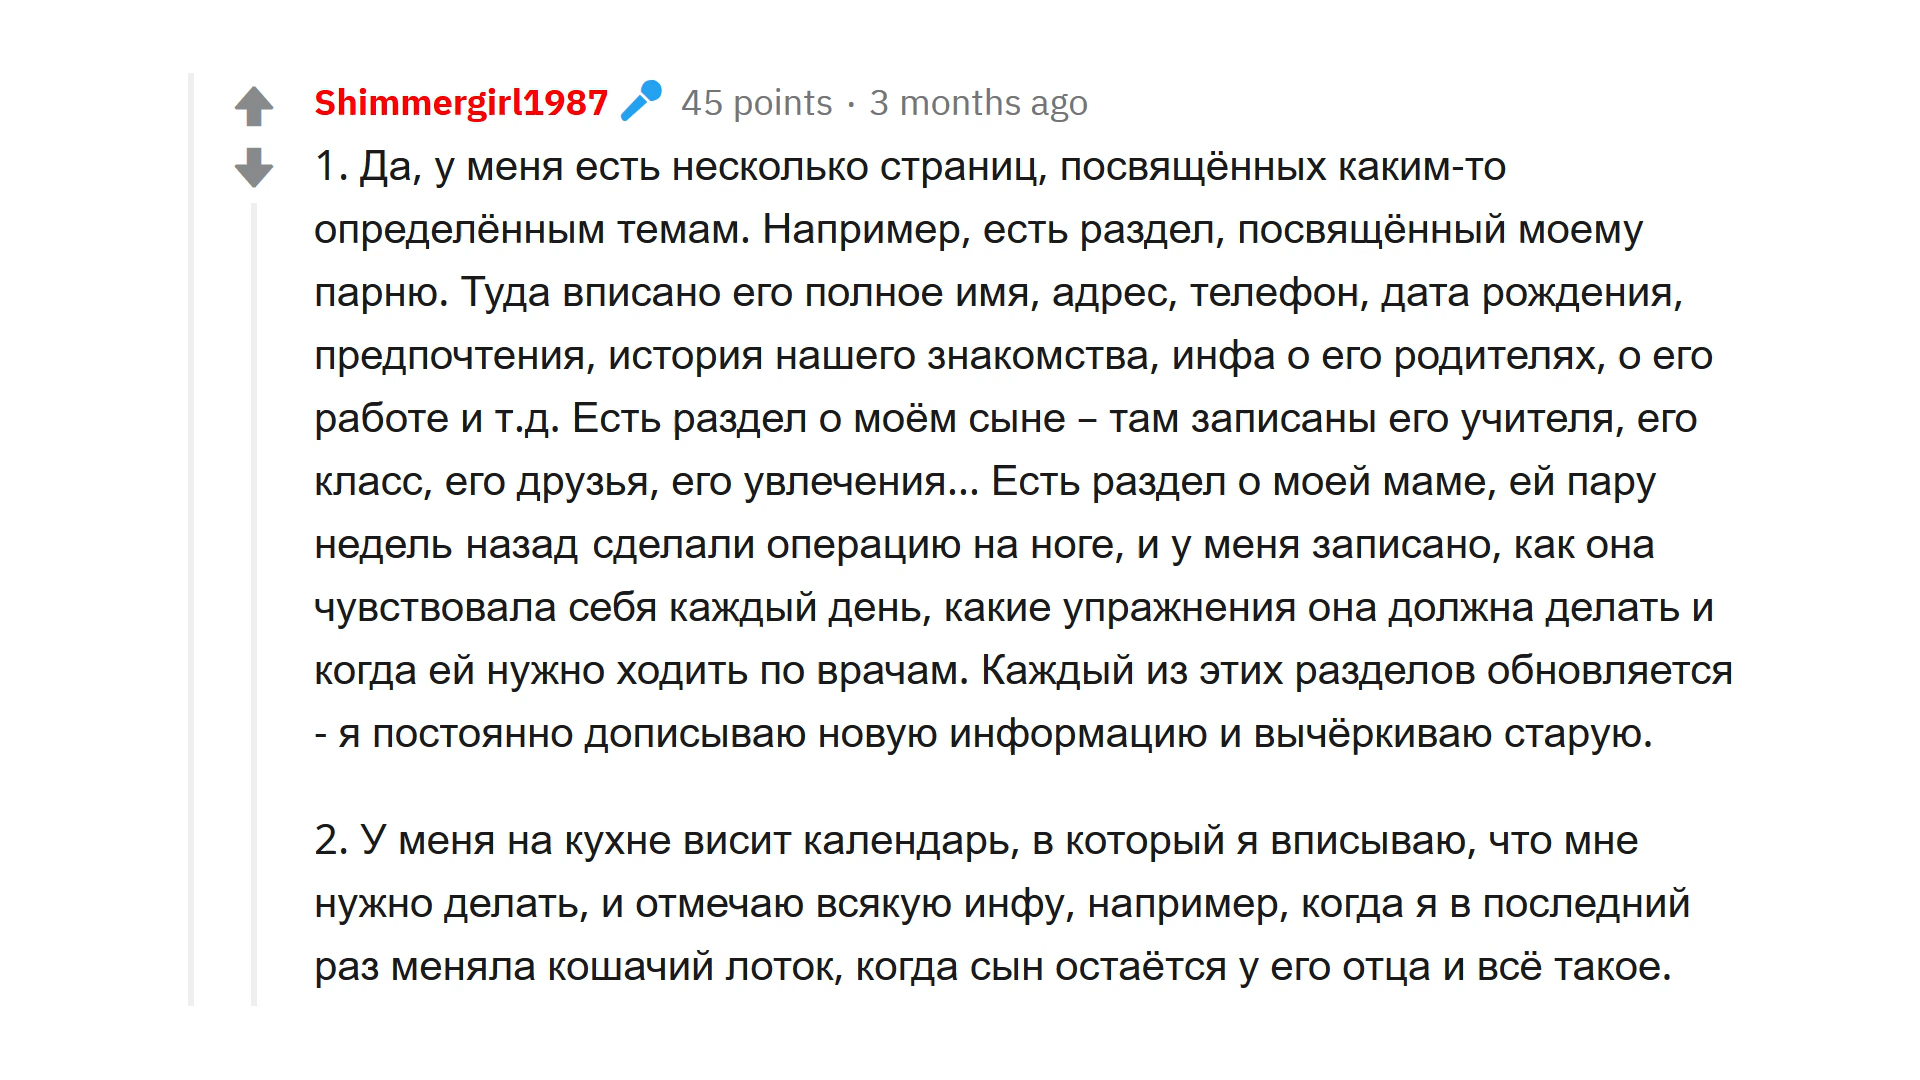 Shimmergirl1987 45 points · 3 months ago
1. Да, у меня есть несколько страниц, посвящённых каким-то
определённым темам. Например, есть раздел, посвящённый моему
парню. Туда вписано его полное имя, адрес, телефон, дата рождения,
предпочтения, история нашего знакомства, инфа о его родителях, о его
работе и т.д. Есть раздел о моём сыне – там записаны его учителя, его
класс, его друзья, его увлечения... Есть раздел о моей маме, ей пару
недель назад сделали операцию на ноге, и у меня записано, как она
чувствовала себя каждый день, какие упражнения она должна делать и
когда ей нужно ходить по врачам. Каждый из этих разделов обновляется
- я постоянно дописываю новую информацию и вычёркиваю старую.
2. У меня на кухне висит календарь, в который я вписываю, что мне
нужно делать, и отмечаю всякую инфу, например, когда я в последний
раз меняла кошачий лоток, когда сын остаётся у его отца и всё такое.